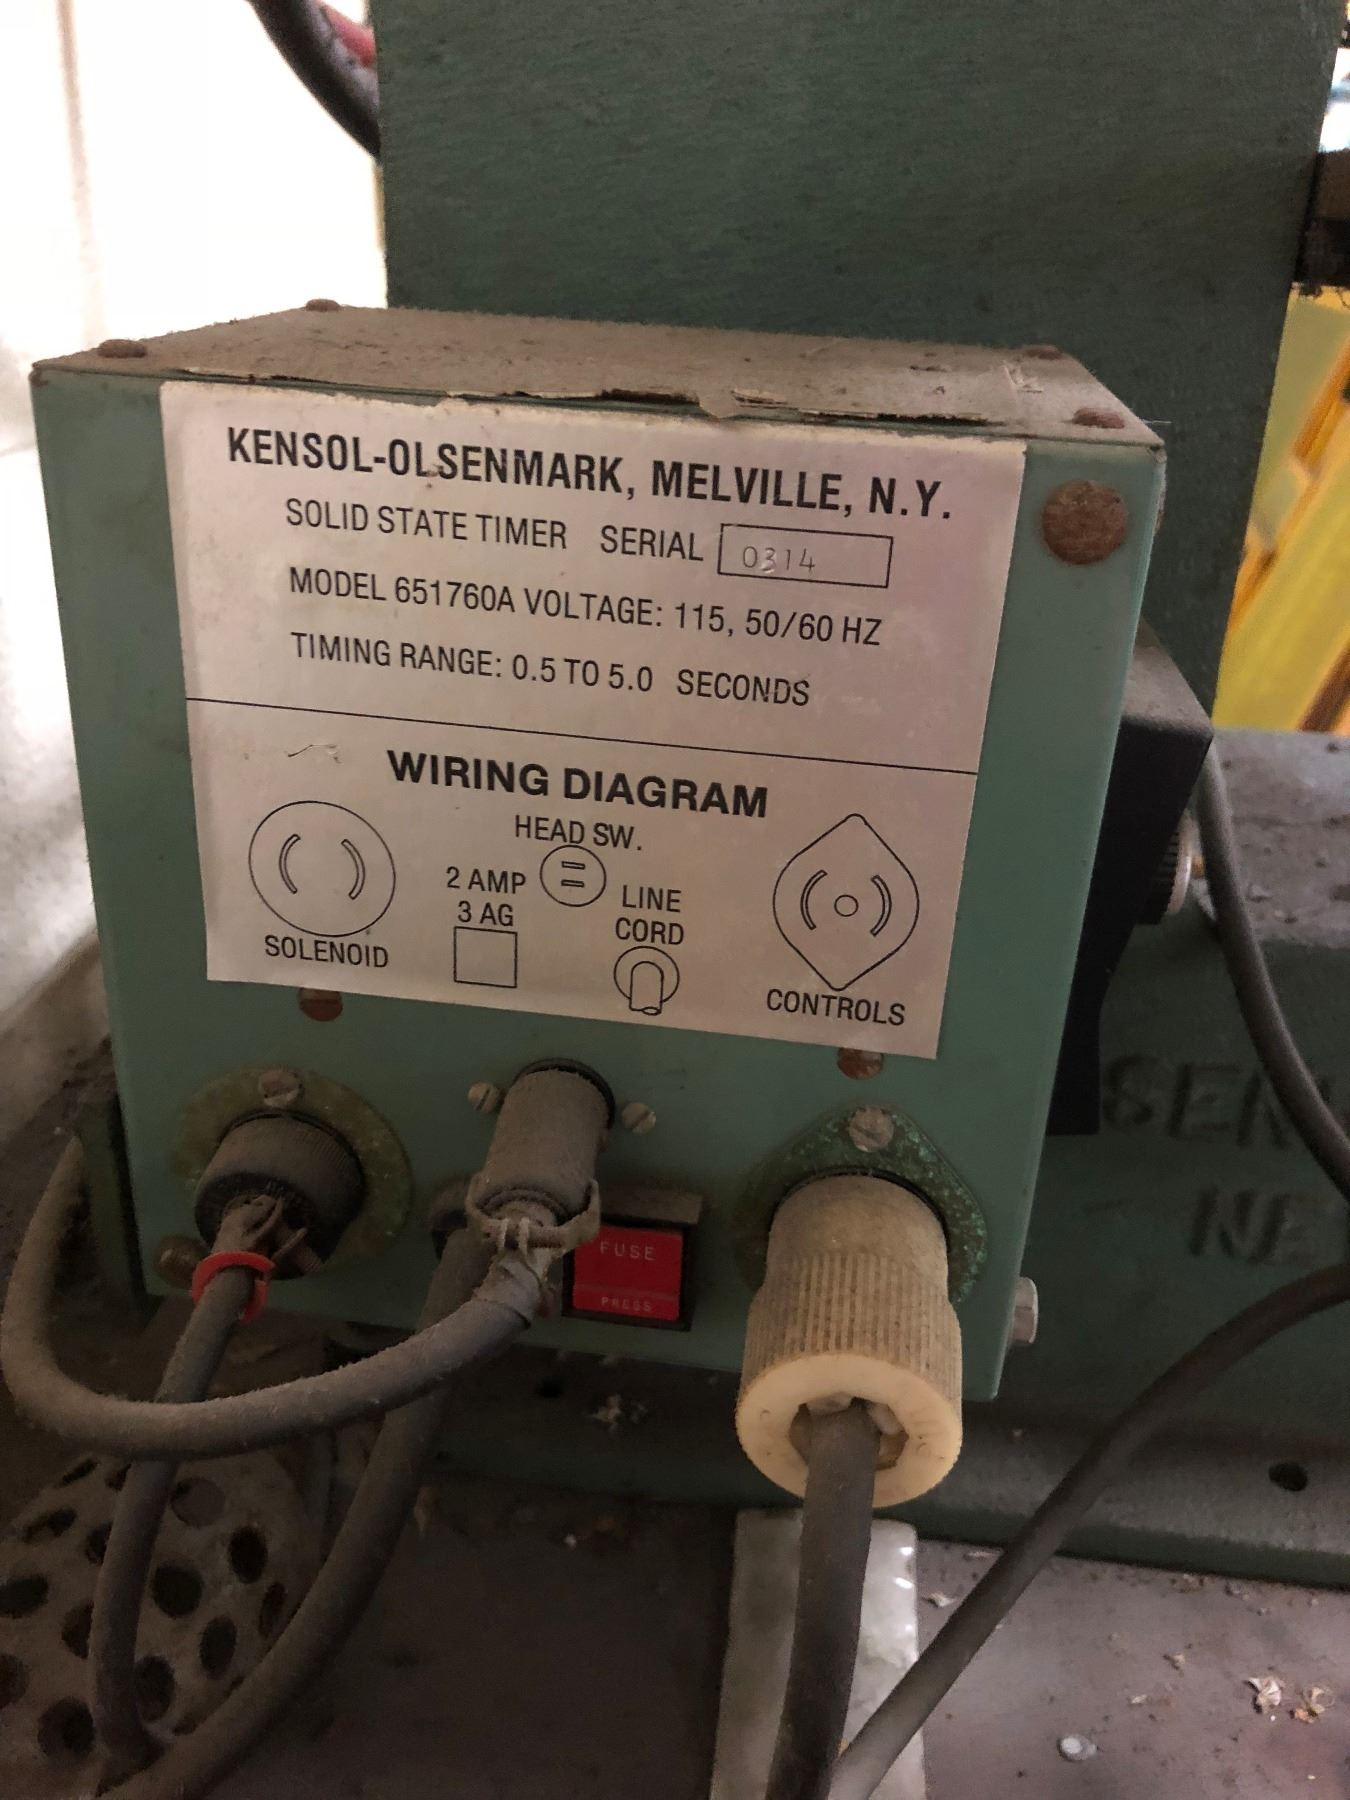 KENSOL-OLSENMARK, MELVILLE, N.Y.
SOLID STATE TIMER SERIAL 0314
MODEL 651760A VOLTAGE: 115, 50/60 HZ
TIMING RANGE: 0.5 TO 5.0 SECONDS
WIRING DIAGRAM
HEAD SW.
2 AMP
3 AG
LINE
CORD
SOLENOID
CONTROLS
FUSE
PRESS